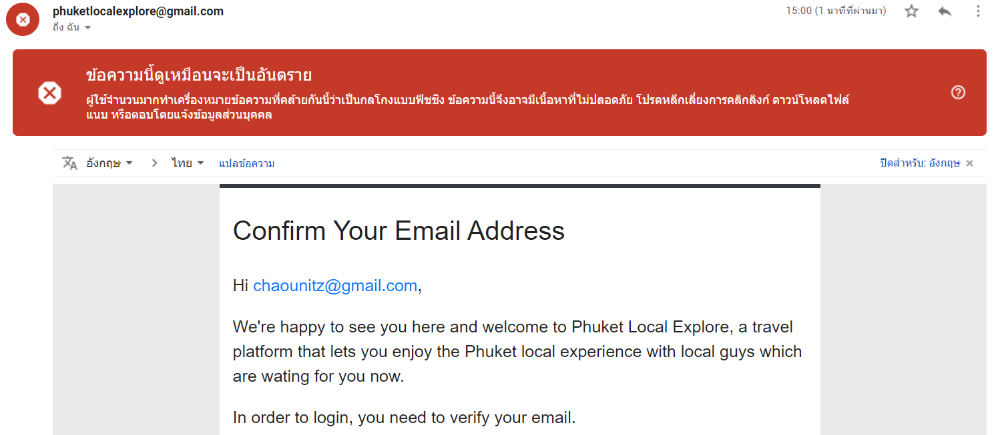 phuketlocalexplore@gmail.com
15:00 (1 นาทีที่ผ่านมา)
ถึง ฉัน
ข้อความนี้ดูเหมือนจะเป็นอันตราย
ผู้ใช้จำนวนมากทำเครื่องหมายข้อความที่คล้ายกันนี้ว่าเป็นกลโกงแบบฟิชชิง ข้อความนี้จึงอาจมีเนื้อหาที่ไม่ปลอดภัย โปรดหลีกเลี่ยงการคลิกลิงก์ ดาวน์โหลดไฟล์
แนบ หรือตอบโดยแจ้งข้อมูลส่วนบุคคล
อังกฤษ > ไทย แปลข้อความ
ปิดสำหรับ: อังกฤษ ×
Confirm Your Email Address
Hi chaounitz@gmail.com,
We're happy to see you here and welcome to Phuket Local Explore, a travel
platform that lets you enjoy the Phuket local experience with local guys which
are wating for you now.
In order to login, you need to verify your email.